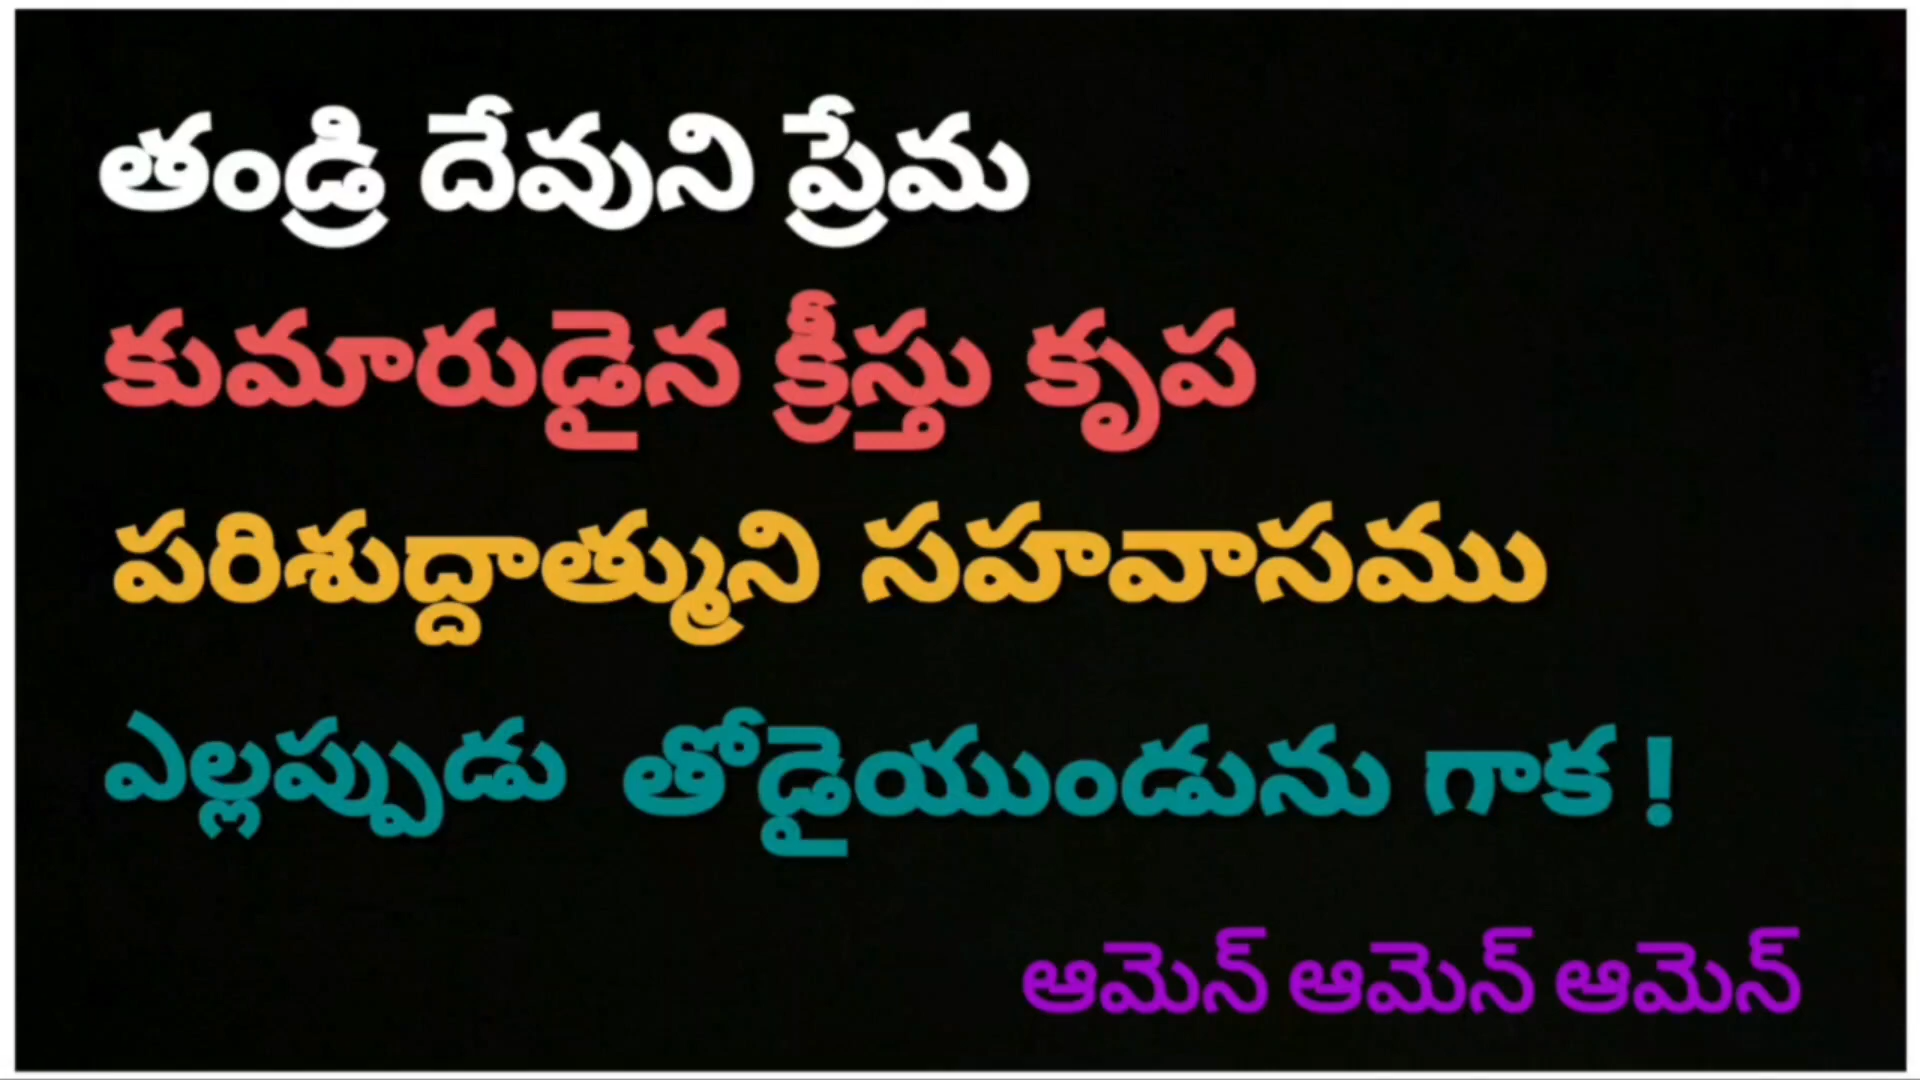 తండ్రి దేవుని ప్రేమ
కుమారుడైన క్రీస్తు కృప
పరిశుద్దాత్ముని సహవాసము
ఎల్లప్పుడు తోడైయుండును గాక !
ఆమెన్ ఆమెన్ ఆమెన్